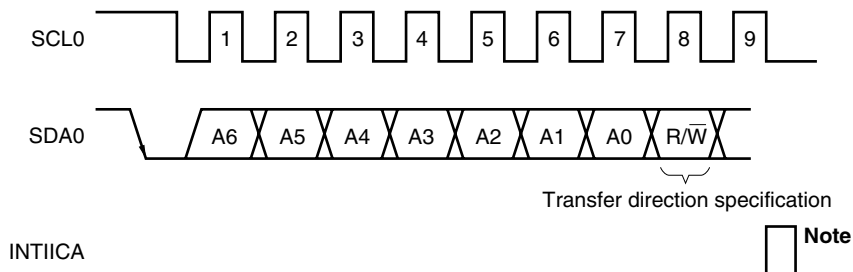 SCL0 1 2 3 4 5 6 7 8 9
SDA0 A6 A5 A4 A3 A2 A1 A0 R/W̅
Transfer direction specification
Note
INTIICA